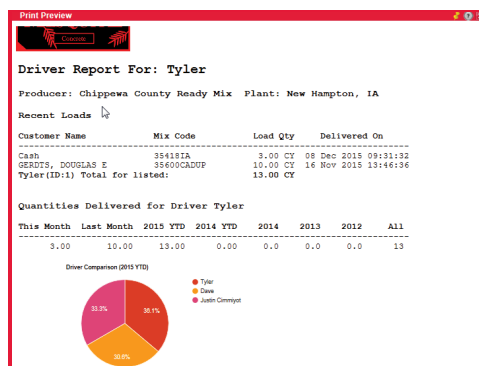 Print Preview
Concrete
Driver Report For: Tyler
Producer: Chippewa County Ready Mix Plant: New Hampton, IA
Recent Loads
Customer Name Mix Code Load Qty Delivered On
Cash 35418IA 3.00 CY 08 Dec 2015 09:31:32
GERDTS, DOUGLAS E 35600CADUP 10.00 CY 16 Nov 2015 13:46:36
Tyler(ID:1) Total for listed: 13.00 CY
Quantities Delivered for Driver Tyler
This Month Last Month 2015 YTD 2014 YTD 2014 2013 2012 All
3.00 10.00 13.00 0.00 0.0 0.0 0.0 13
Driver Comparison (2015 YTD)
Tyler
Dave
Justin Cimmiyot
33.3%
36.1%
30.6%